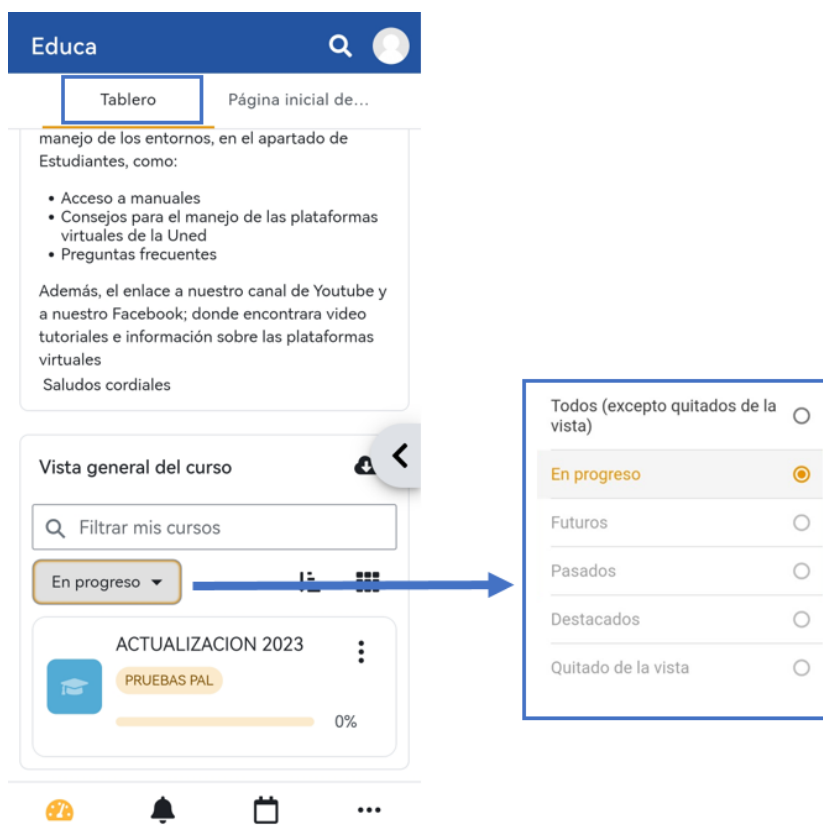 Educa
Tablero
Página inicial de...
manejo de los entornos, en el apartado de
Estudiantes, como:
• Acceso a manuales
• Consejos para el manejo de las plataformas
virtuales de la Uned
• Preguntas frecuentes
Además, el enlace a nuestro canal de Youtube y
a nuestro Facebook; donde encontrara video
tutoriales e información sobre las plataformas
virtuales
Saludos cordiales
Vista general del curso
Filtrar mis cursos
En progreso
ACTUALIZACION 2023
PRUEBAS PAL
0%
Todos (excepto quitados de la
vista)
En progreso
Futuros
Pasados
Destacados
Quitado de la vista